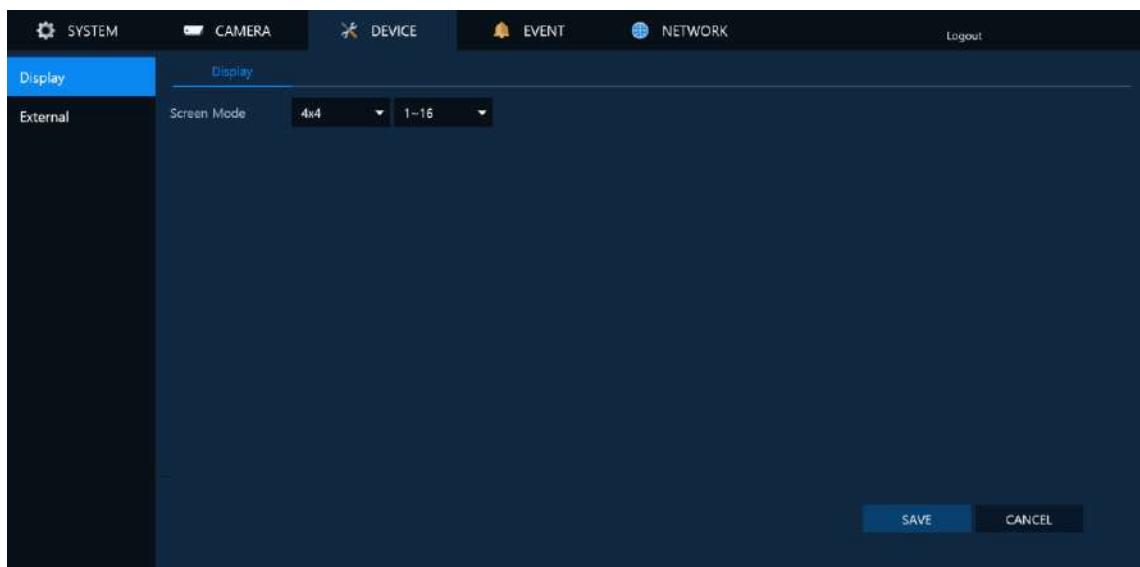 SYSTEM CAMERA DEVICE EVENT NETWORK Logout
Display
External
Display
Screen Mode 4x4 1~16
SAVE CANCEL